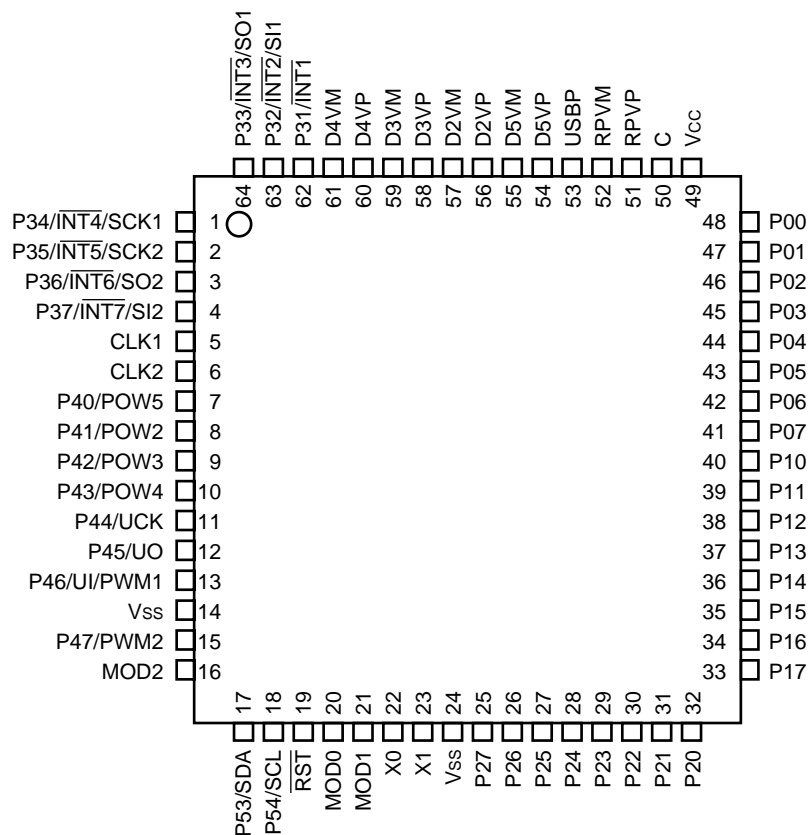 P33/INT3/SO1
P32/INT2/SI1
P31/INT1
D4VM
D4VP
D3VM
D3VP
D2VM
D2VP
D5VM
D5VP
USBP
RPVM
RPVP
C
Vcc
64 63 62 61 60 59 58 57 56 55 54 53 52 51 50 49
P34/INT4/SCK1 1
P35/INT5/SCK2 2
P36/INT6/SO2 3
P37/INT7/SI2 4
CLK1 5
CLK2 6
P40/POW5 7
P41/POW2 8
P42/POW3 9
P43/POW4 10
P44/UCK 11
P45/UO 12
P46/UI/PWM1 13
Vss 14
P47/PWM2 15
MOD2 16
48 P00
47 P01
46 P02
45 P03
44 P04
43 P05
42 P06
41 P07
40 P10
39 P11
38 P12
37 P13
36 P14
35 P15
34 P16
33 P17
17 18 19 20 21 22 23 24 25 26 27 28 29 30 31 32
P53/SDA
P54/SCL
RST
MOD0
MOD1
X0
X1
Vss
P27
P26
P25
P24
P23
P22
P21
P20